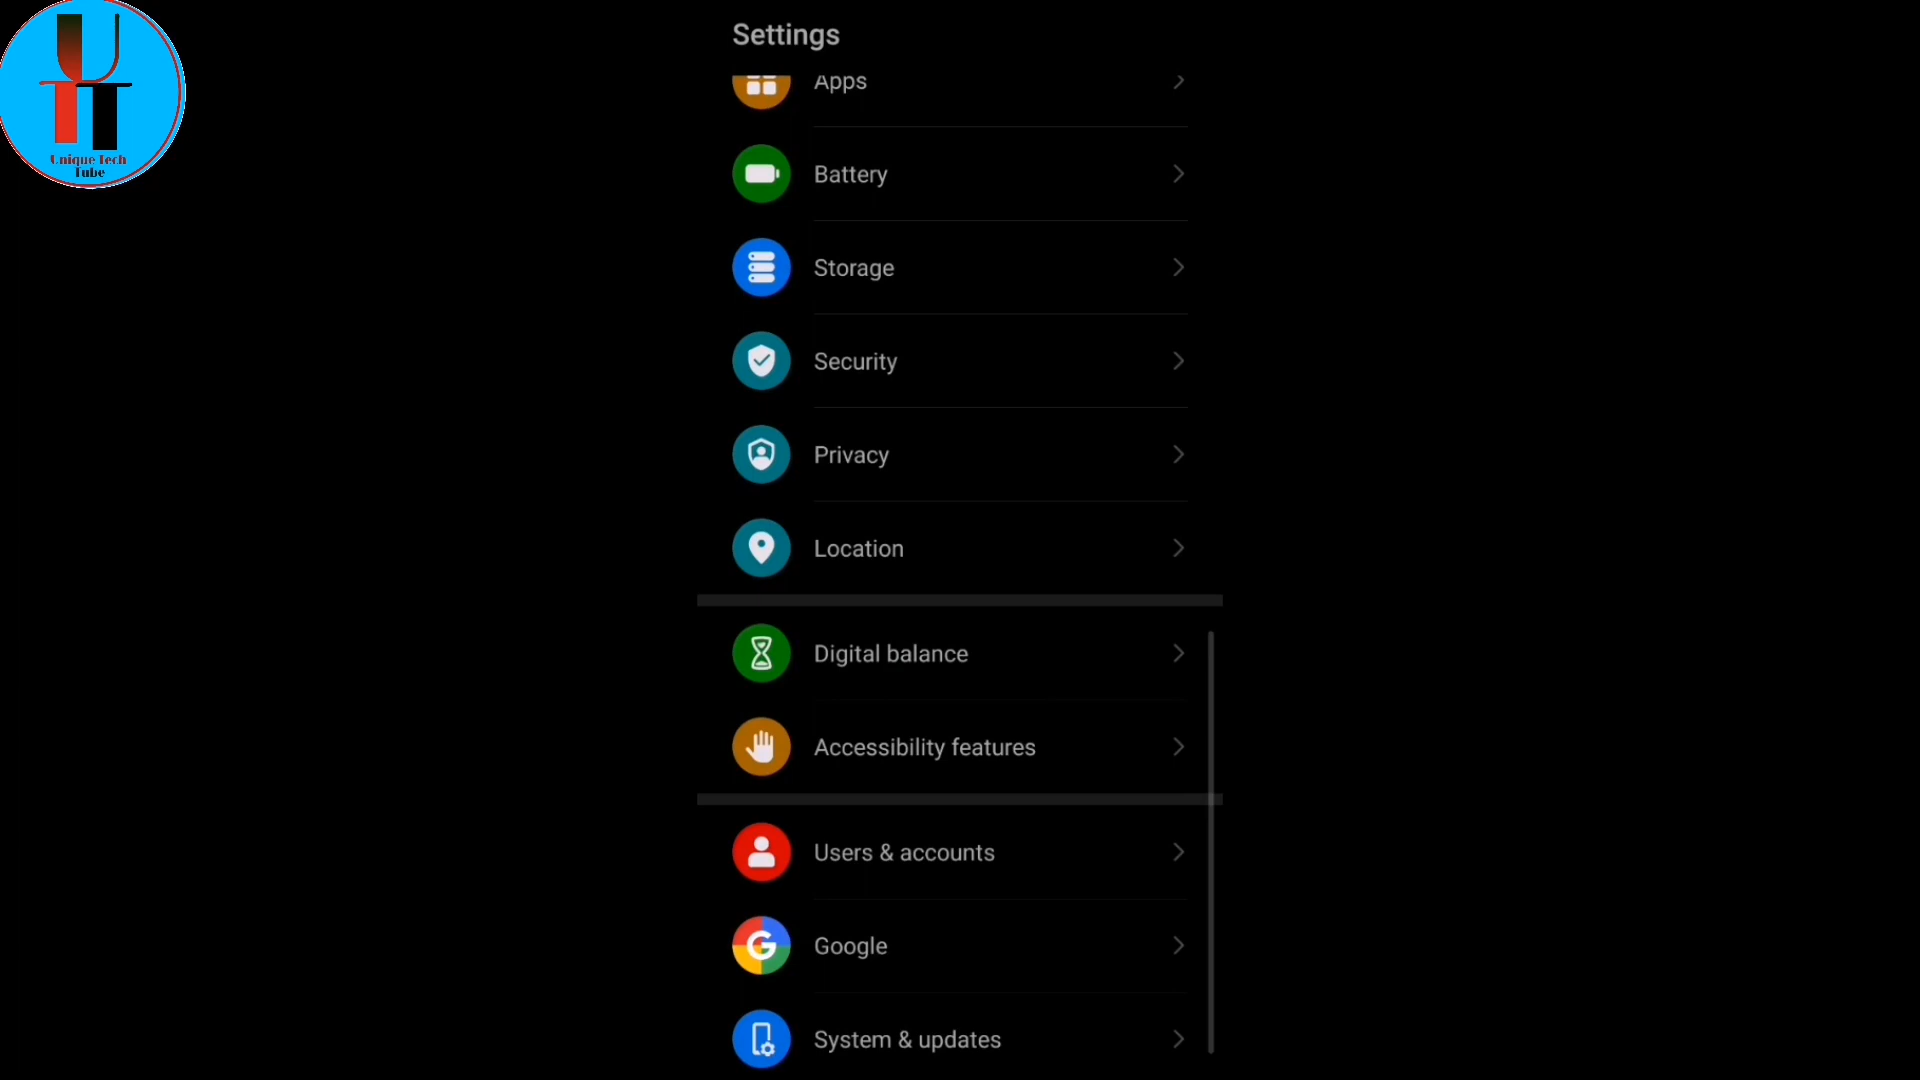 Unique Tech
Tube
Settings
Apps
Battery
Storage
Security
Privacy
Location
Digital balance
Accessibility features
Users & accounts
Google
System & updates